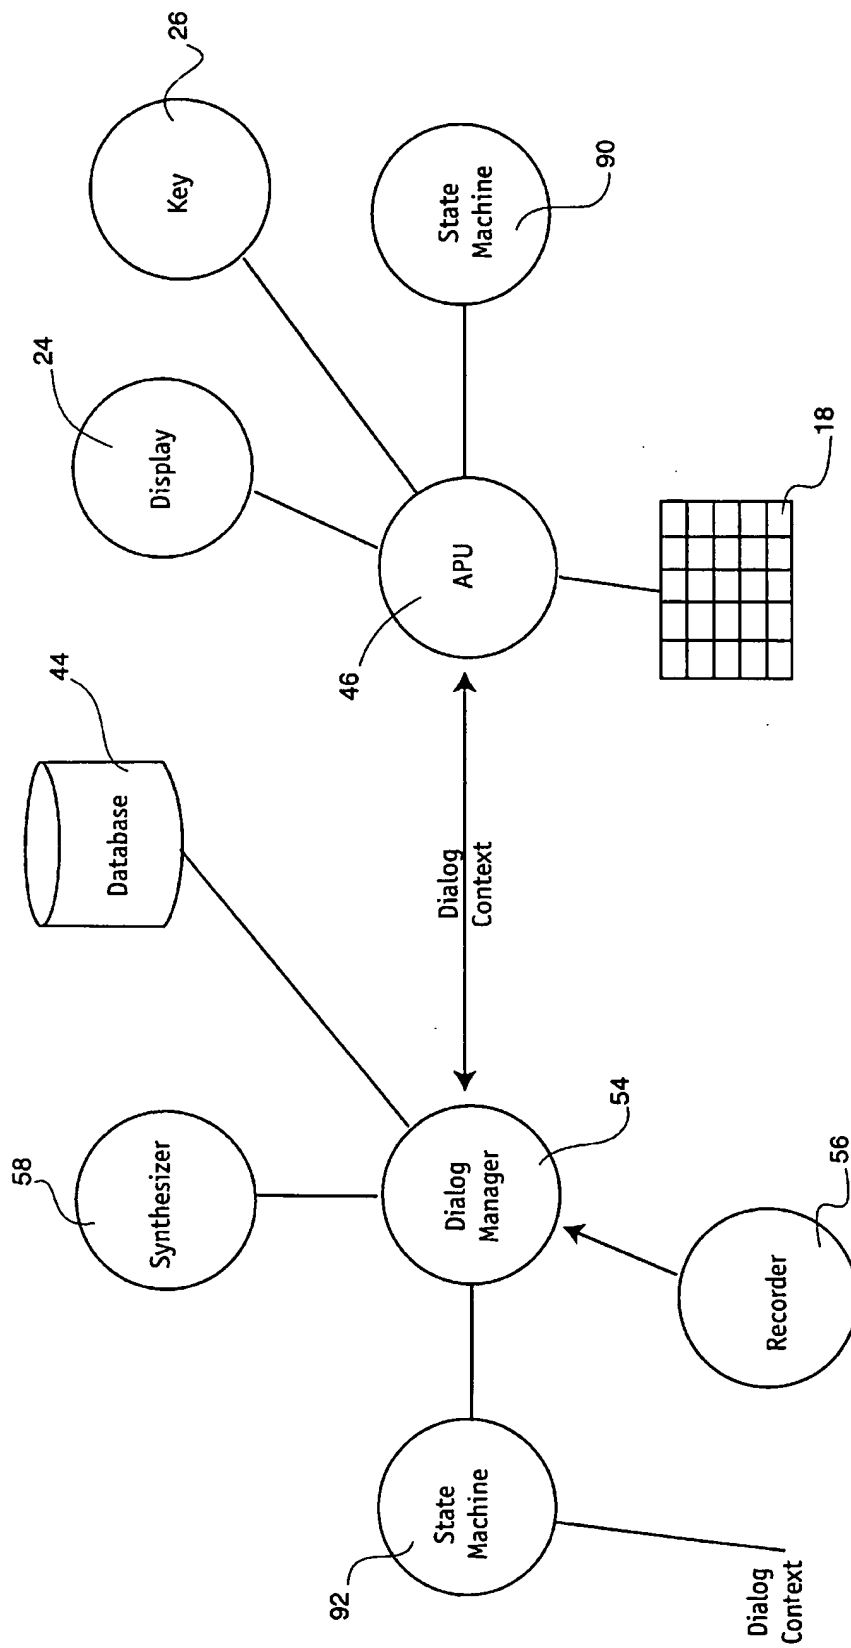 26
Key
24
Display
State
Machine
90
APU
46
18
44
Database
Dialog
Context
58
Synthesizer
Dialog
Manager
54
56
Recorder
State
Machine
92
Dialog
Context